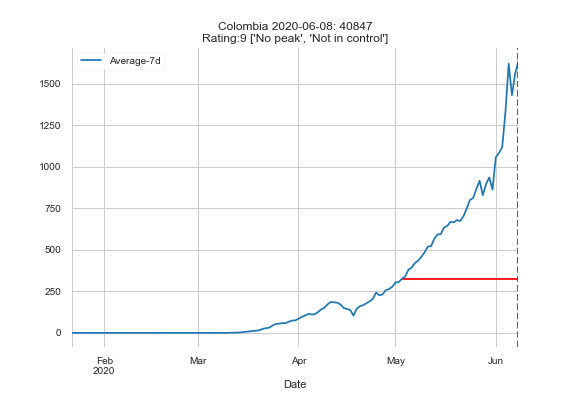 Colombia 2020-06-08: 40847
Rating:9 ['No peak', 'Not in control']
Average-7d
1500
1250
1000
750
500
250
0
Feb
2020
Mar
Apr
May
Jun
Date